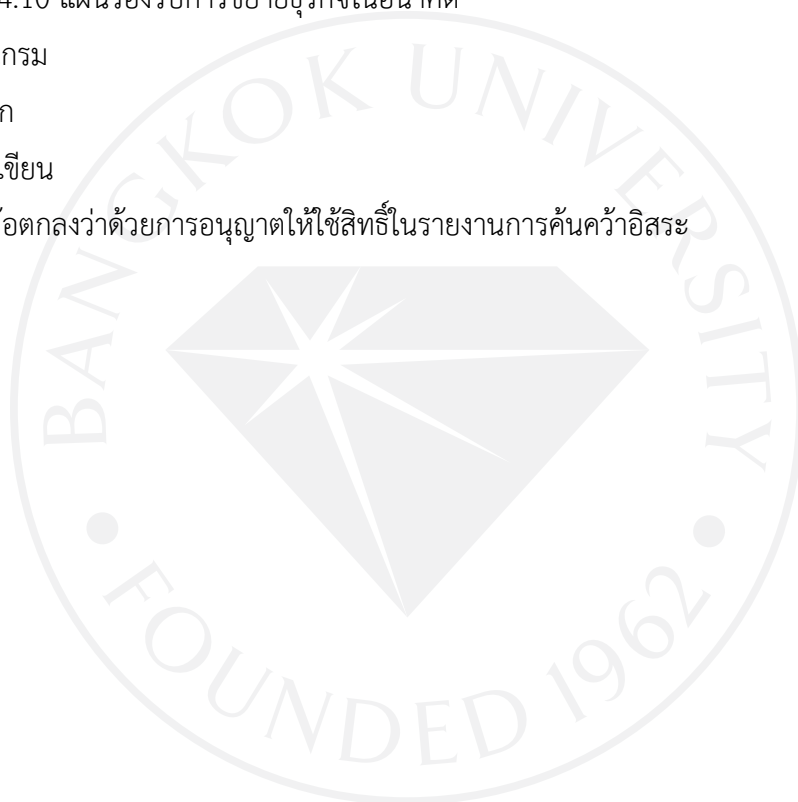 4.10 แผนรองรับการขยายธุรกิจในอนาคต
กรม
ก
เขียน
้อตกลงว่าด้วยการอนุญาตให้ใช้สิทธิ์ในรายงานการค้นคว้าอิสระ
BANGKOK UNIVERSITY
FOUNDED 1962